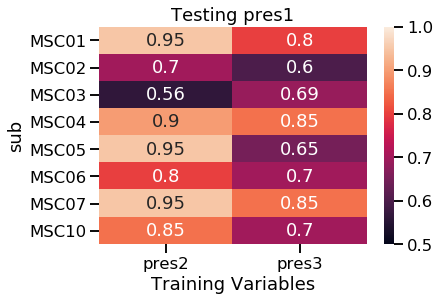 Testing pres1
sub
MSC01 0.95 0.8
MSC02 0.7 0.6
MSC03 0.56 0.69
MSC04 0.9 0.85
MSC05 0.95 0.65
MSC06 0.8 0.7
MSC07 0.95 0.85
MSC10 0.85 0.7
pres2 pres3
Training Variables
1.0
0.9
0.8
0.7
0.6
0.5